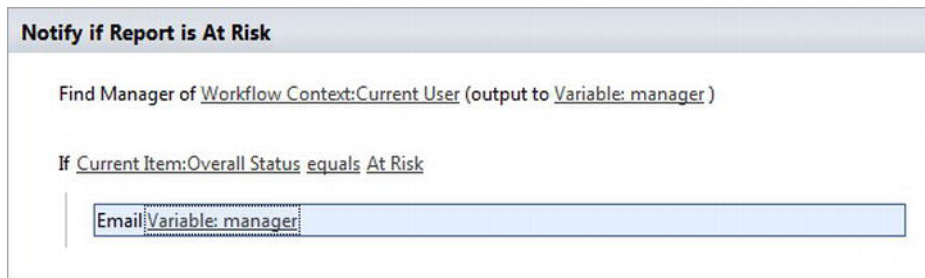 Notify if Report is At Risk
Find Manager of Workflow Context:Current User (output to Variable: manager )
If Current Item:Overall Status equals At Risk
Email Variable: manager